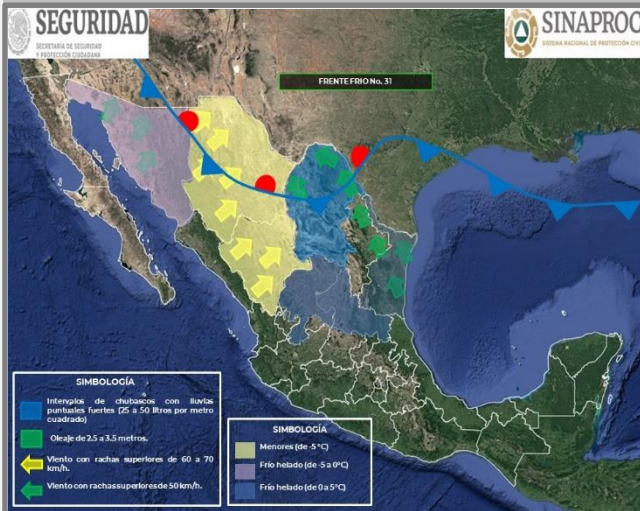 SEGURIDAD
SECRETARÍA DE SEGURIDAD
Y PROTECCIÓN CIUDADANA
SINAPROC
SISTEMA NACIONAL DE PROTECCIÓN CIVI
FRENTE FRIO No. 31
SIMBOLOGÍA
Intervalos de chubascos con lluvias
puntuales fuertes (25 a 50 litros por metro
cuadrado)
Oleaje de 2.5 a 3.5 metros.
Viento con rachas superiores de 60 a 70
km/h.
Viento con rachas superiores de 50 km/h.
SIMBOLOGÍA
Menores (de -5 °C)
Frío helado (de -5 a 0°C)
Frío helado (de 0 a 5°C)